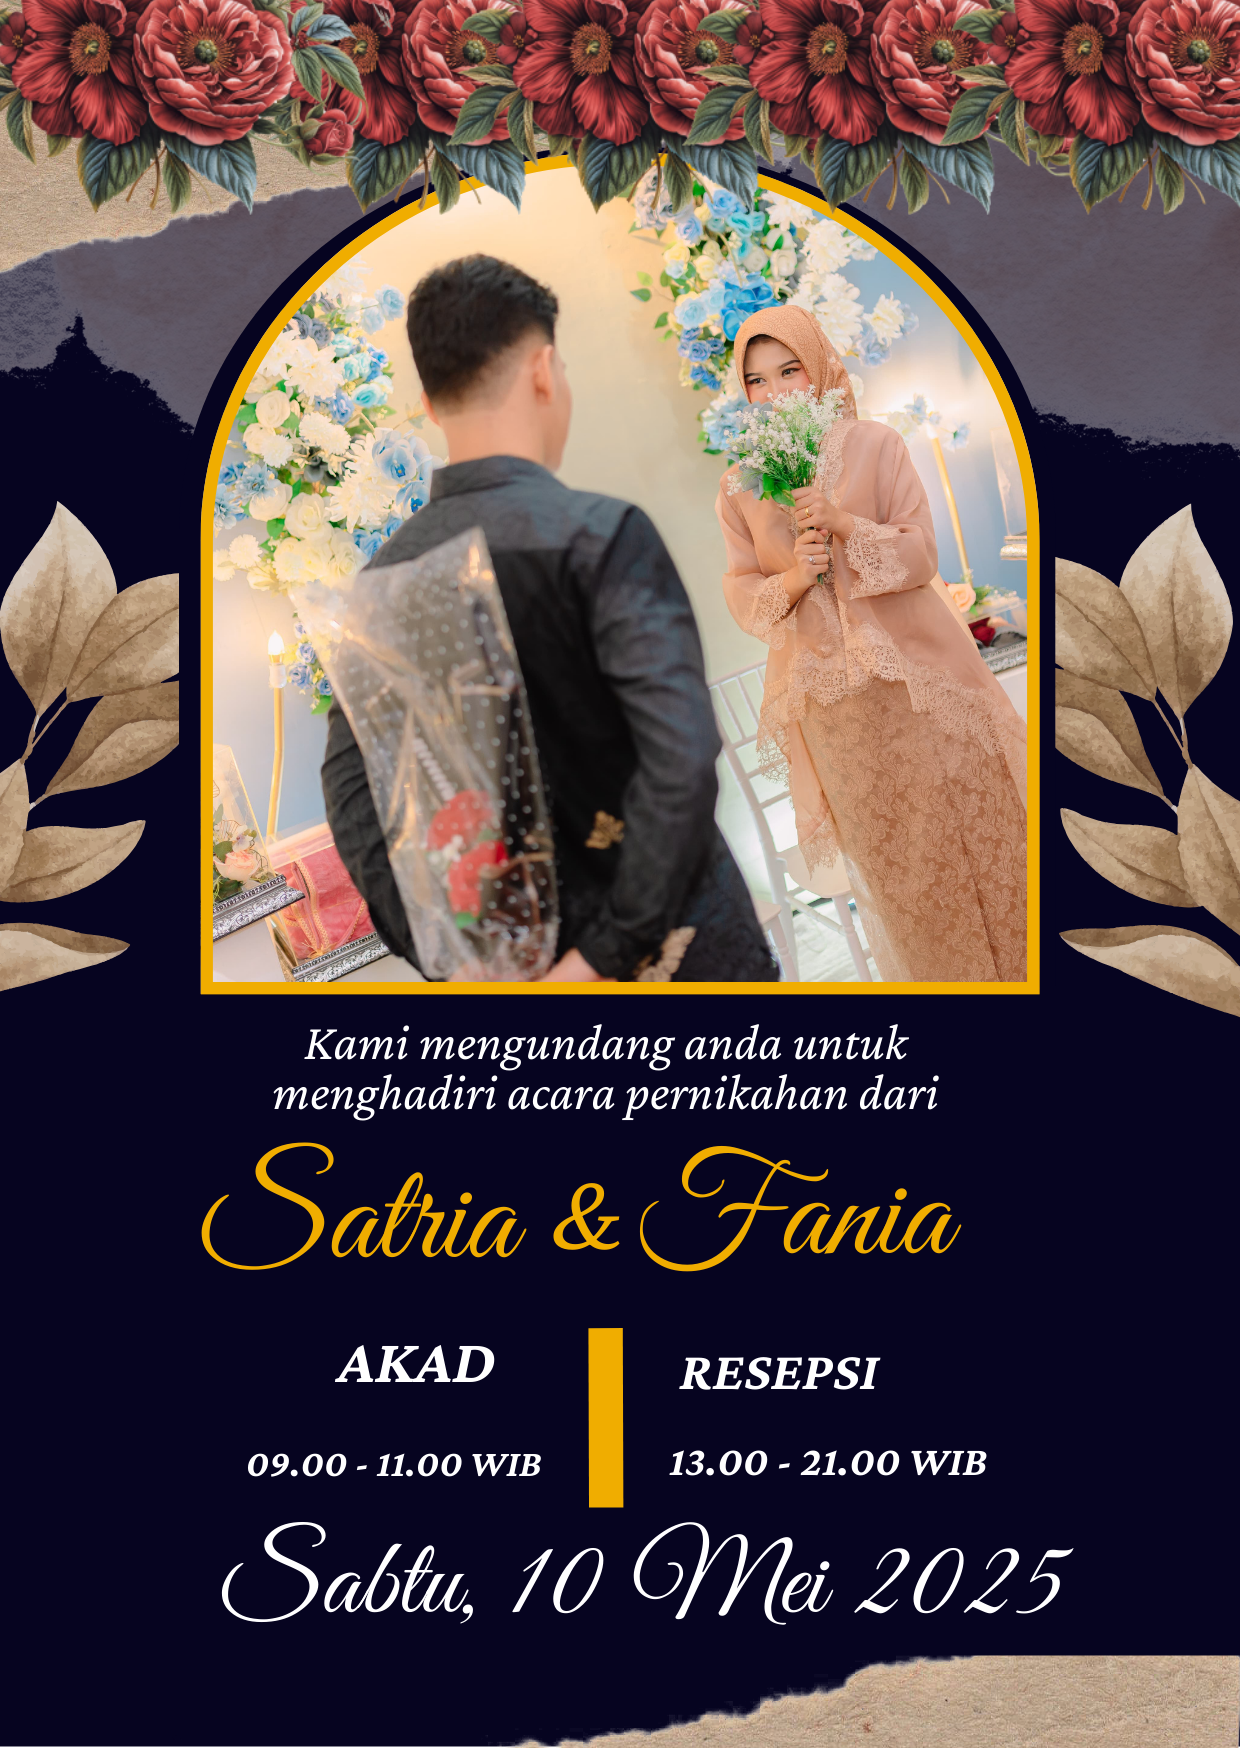 Kami mengundang anda untuk
menghadiri acara pernikahan dari
Satria & Fania
AKAD
09.00 - 11.00 WIB
RESEPSI
13.00 - 21.00 WIB
Sabtu, 10 Mei 2025